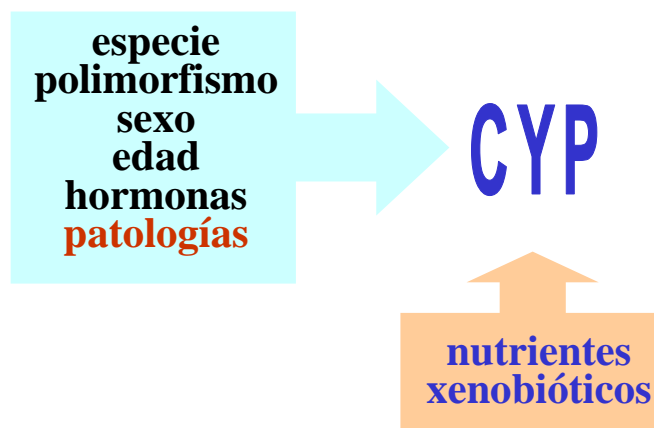 especie
polimorfismo
sexo
edad
hormonas
patologías
CYP
nutrientes
xenobióticos